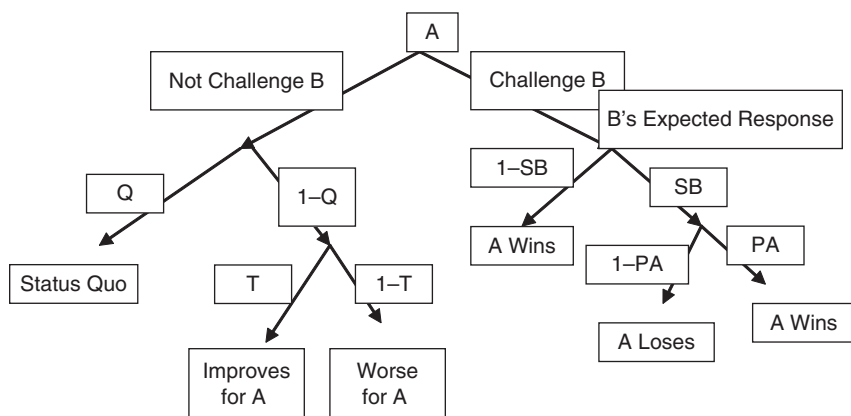 A
Not Challenge B
Challenge B
B's Expected Response
1–SB
Q
1–Q
SB
A Wins
PA
1–PA
Status Quo
T
1–T
A Wins
A Loses
Improves
for A
Worse
for A